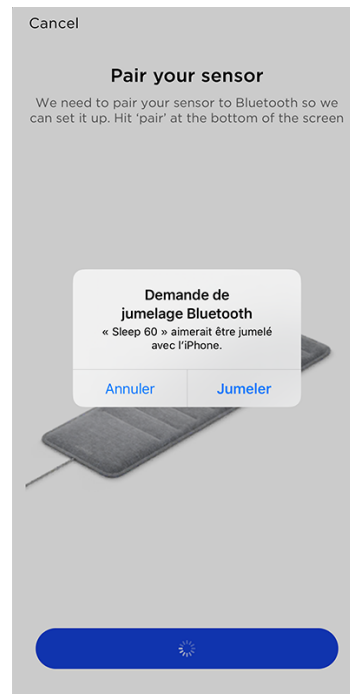 Cancel
Pair your sensor
We need to pair your sensor to Bluetooth so we
can set it up. Hit ‘pair’ at the bottom of the screen
Demande de
jumelage Bluetooth
« Sleep 60 » aimerait être jumelé
avec l’iPhone.
Annuler Jumeler